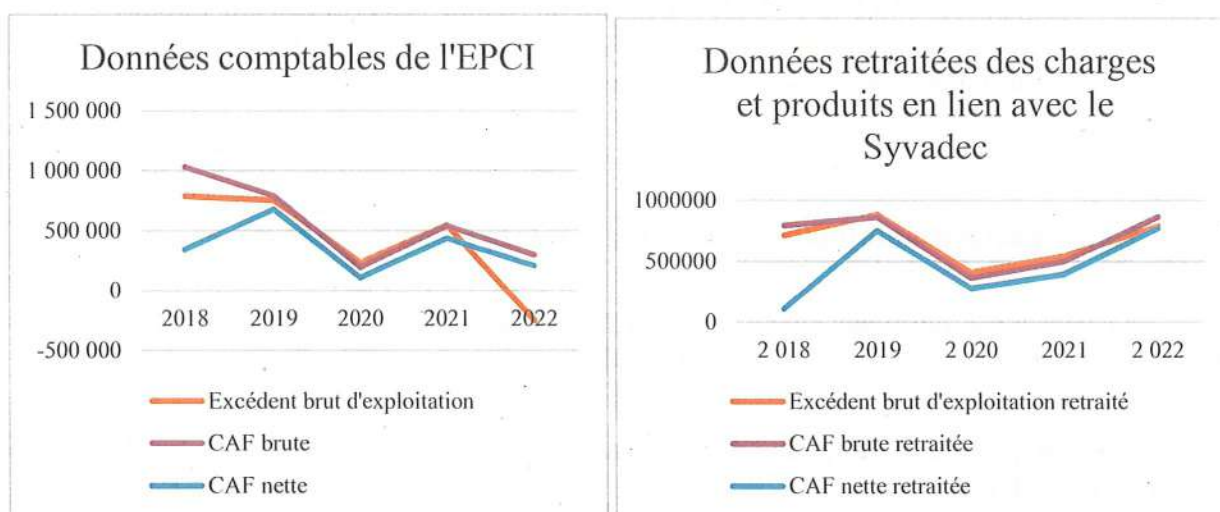 Données comptables de l'EPCI
1 500 000
1 000 000
500 000
0
-500 000
2018 2019 2020 2021 2022
Excédent brut d'exploitation
CAF brute
CAF nette
Données retraitées des charges
et produits en lien avec le
Syvadec
1000000
500000
0
2 018 2019 2 020 2021 2 022
Excédent brut d'exploitation retraité
CAF brute retraitée
CAF nette retraitée